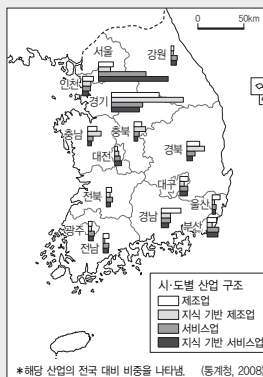 0 50km
서울
강원
인천
경기
충남
충북
대전
경북
대구
전북
울산
경남
부산
광주
전남
시·도별 산업 구조
제조업
지식 기반 제조업
서비스업
지식 기반 서비스업
*해당 산업의 전국 대비 비중을 나타냄. (통계청, 2008)